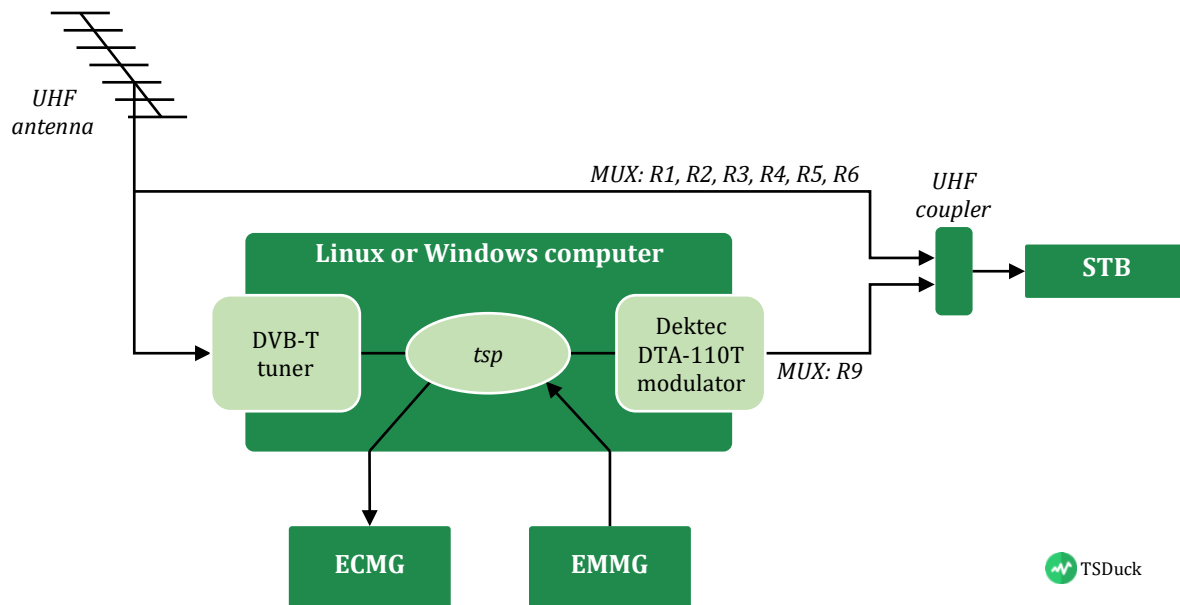 UHF
antenna
MUX: R1, R2, R3, R4, R5, R6
UHF
coupler
Linux or Windows computer
STB
DVB-T
tuner
tsp
Dektec
DTA-110T
modulator
MUX: R9
ECMG
EMMG
TSDuck